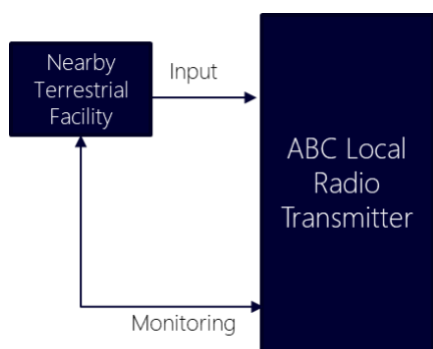 Nearby
Terrestrial
Facility
Input
ABC Local
Radio
Transmitter
Monitoring